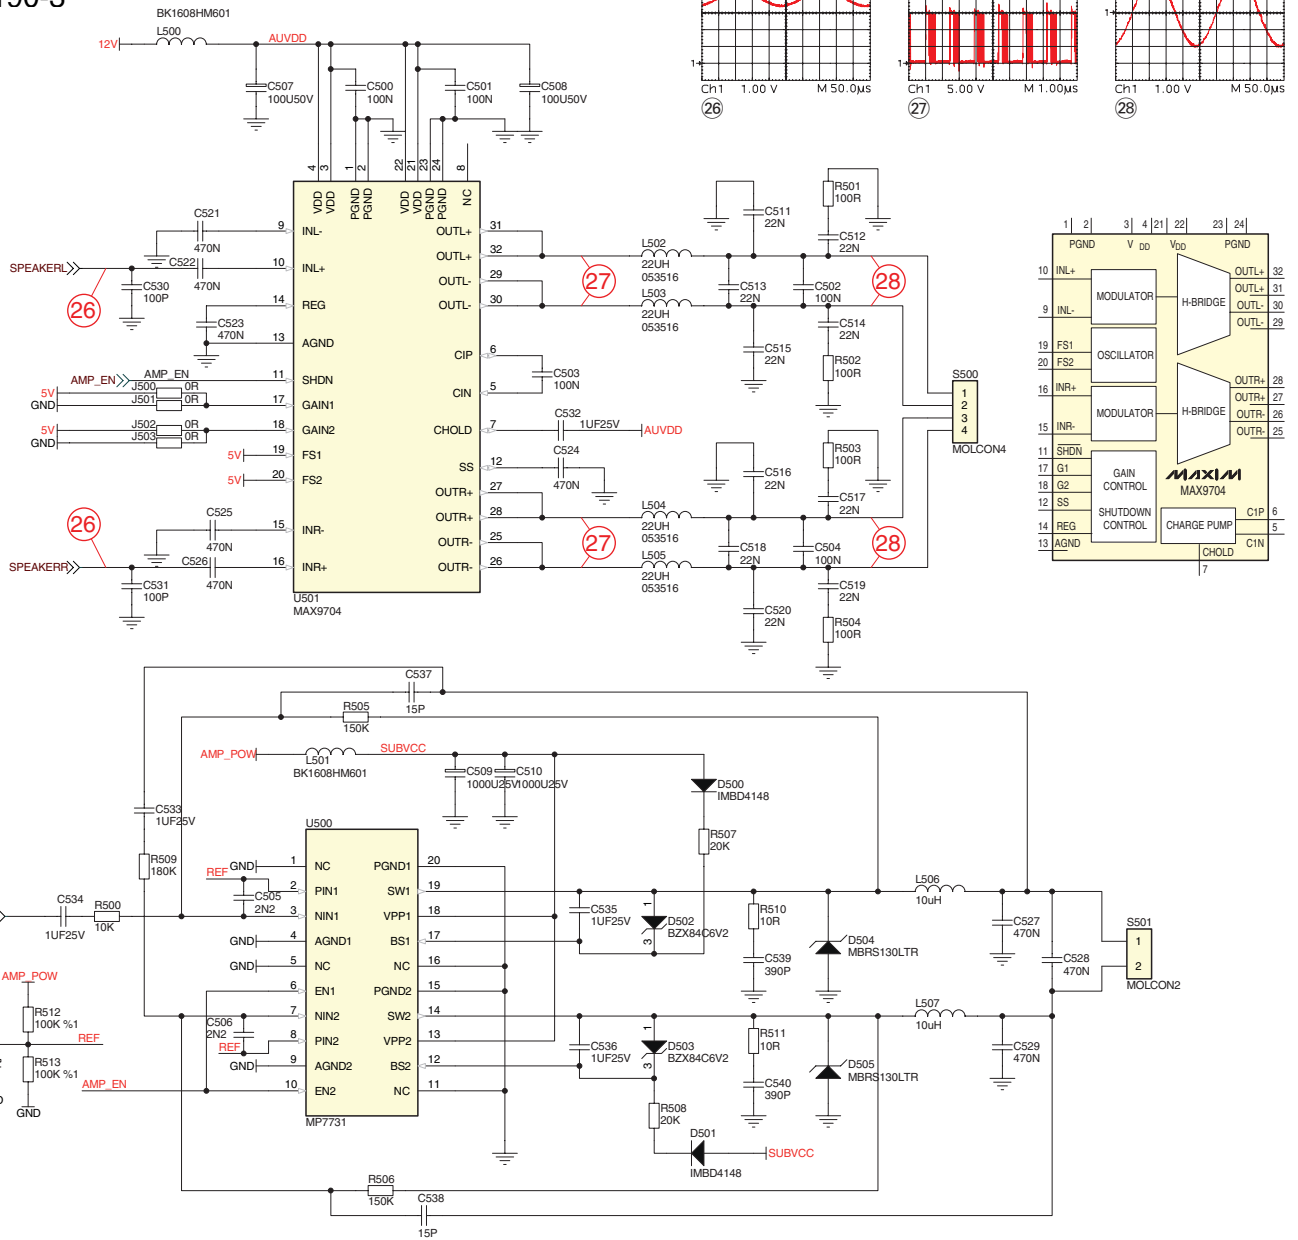 BK1608HM601
L500
12V
AUVDD
C507
100U50V
C500
100N
C501
100N
C508
100U50V
Ch1 1.00 V M 50.0µs
26
Ch1 5.00 V M 1.00µs
27
Ch1 1.00 V M 50.0µs
28
1
1
1
4 3 1 2 22 21 23 24 8
VDD VDD PGND PGND VDD VDD PGND PGND NC
C521
470N
9 INL-
OUTL+ 31
SPEAKERL
C522
470N
10 INL+
OUTL+ 32
26
C530
100P
OUTL- 29
14 REG
OUTL- 30
C523
470N
13 AGND
CIP 6
AMP_EN AMP_EN
11 SHDN
CIN 5
C503
100N
5V J500 0R
GND J501 0R
17 GAIN1
5V J502 0R
GND J503 0R
18 GAIN2
CHOLD 7
C532
1UF25V
AUVDD
5V 19 FS1
SS 12
C524
470N
5V 20 FS2
OUTR+ 27
OUTR+ 28
26
C525
470N
15 INR-
OUTR- 25
SPEAKERR
C526
470N
16 INR+
OUTR- 26
C531
100P
U501
MAX9704
27
L502
22UH
053516
L503
22UH
053516
C511
22N
R501
100R
C512
22N
C513
22N
C502
100N
28
C514
22N
C515
22N
R502
100R
S500
1
2
3
4
MOLCON4
C516
22N
R503
100R
C517
22N
27
L504
22UH
053516
L505
22UH
053516
C518
22N
C504
100N
28
C519
22N
C520
22N
R504
100R
1 2 3 4 21 22 23 24
PGND VDD VDD PGND
10 INL+
9 INL-
MODULATOR
H-BRIDGE
OUTL+ 32
OUTL+ 31
OUTL- 30
OUTL- 29
19 FS1
20 FS2
OSCILLATOR
16 INR+
15 INR-
MODULATOR
H-BRIDGE
OUTR+ 28
OUTR+ 27
OUTR- 26
OUTR- 25
11 SHDN
17 G1
18 G2
12 SS
14 REG
13 AGND
GAIN
CONTROL
SHUTDOWN
CONTROL
MAXIM
MAX9704
CHARGE PUMP
C1P 6
C1N 5
CHOLD
7
C537
15P
R505
150K
AMP_POW
L501
BK1608HM601
SUBVCC
C509
1000U25V
C510
1000U25V
D500
IMBD4148
R507
20K
C533
1UF25V
R509
180K
U500
GND 1 NC
PGND1 20
REF
2 PIN1
SW1 19
C505
2N2
C534
1UF25V
R500
10K
3 NIN1
VPP1 18
GND 4 AGND1
BS1 17
GND 5 NC
NC 16
6 EN1
PGND2 15
7 NIN2
SW2 14
C506
2N2
REF
8 PIN2
VPP2 13
GND 9 AGND2
BS2 12
10 EN2
NC 11
MP7731
AMP_POW
R512
100K %1
REF
R513
100K %1
GND
AMP_EN
C535
1UF25V
1
3
D502
BZX84C6V2
R510
10R
C539
390P
D504
MBRS130LTR
L506
10uH
C527
470N
C528
470N
S501
1
2
MOLCON2
L507
10uH
C529
470N
C536
1UF25V
1
3
D503
BZX84C6V2
R511
10R
C540
390P
D505
MBRS130LTR
R508
20K
D501
IMBD4148
SUBVCC
R506
150K
C538
15P